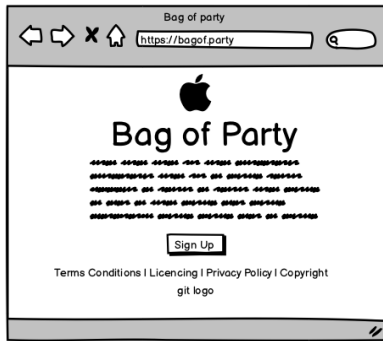 Bag of party
https://bagof.party
Bag of Party
Sign Up
Terms Conditions I Licencing I Privacy Policy I Copyright
git logo